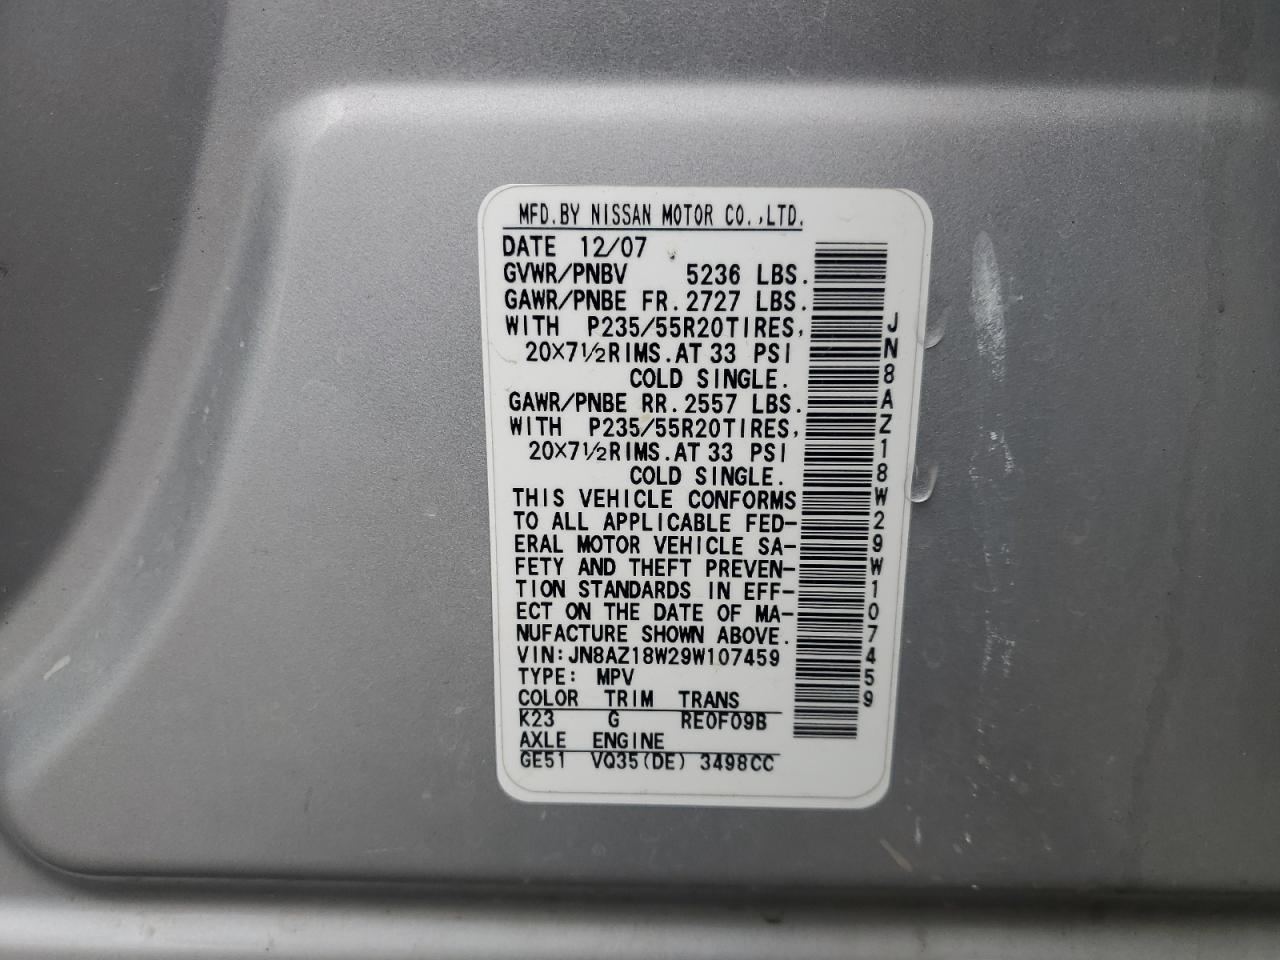 MFD.BY NISSAN MOTOR CO.,LTD.
DATE 12/07
GVWR/PNBV 5236 LBS.
GAWR/PNBE FR.2727 LBS.
WITH P235/55R20TIRES,
20×7½RIMS.AT 33 PSI
COLD SINGLE.
GAWR/PNBE RR.2557 LBS.
WITH P235/55R20TIRES,
20×7½RIMS.AT 33 PSI
COLD SINGLE.
THIS VEHICLE CONFORMS
TO ALL APPLICABLE FED-
ERAL MOTOR VEHICLE SA-
FETY AND THEFT PREVEN-
TION STANDARDS IN EFF-
ECT ON THE DATE OF MA-
NUFACTURE SHOWN ABOVE.
VIN:JN8AZ18W29W107459
TYPE: MPV
COLOR TRIM TRANS
K23 G RE0F09B
AXLE ENGINE
GE51 VQ35(DE) 3498CC
JN8AZ18W29W107459